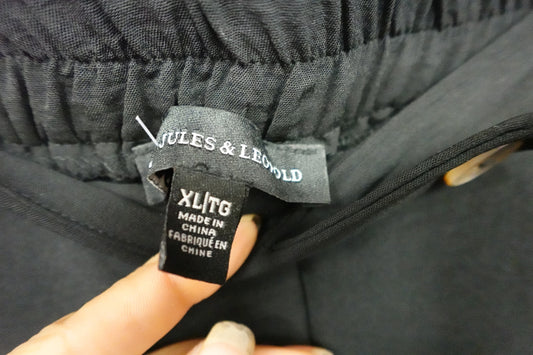 JULES & LEOPOLD
XL|TG
MADE IN
CHINA
FABRIQUÉ EN
CHINE